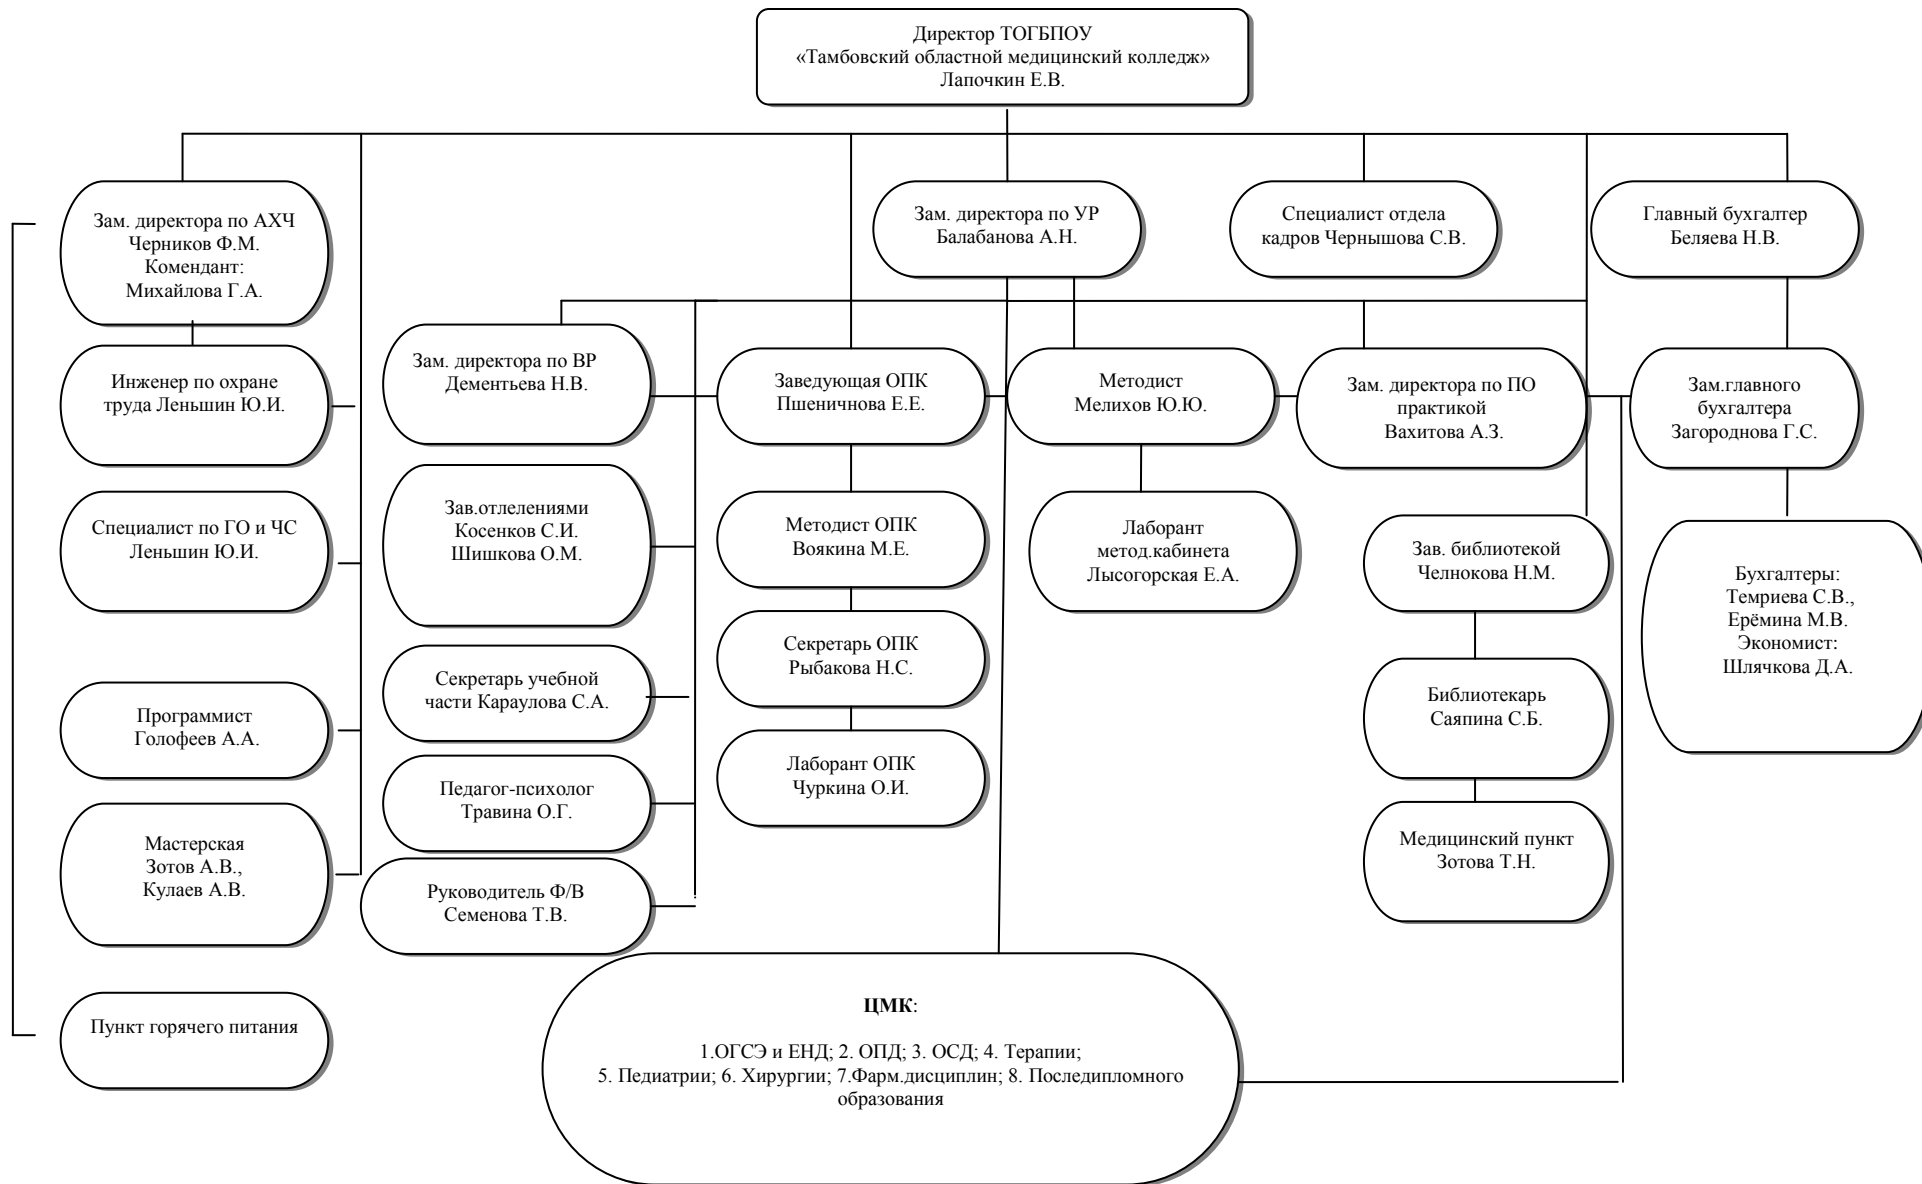 Директор ТОГБПОУ
«Тамбовский областной медицинский колледж»
Лапочкин Е.В.
Зам. директора по АХЧ
Черников Ф.М.
Комендант:
Михайлова Г.А.
Зам. директора по УР
Балабанова А.Н.
Специалист отдела
кадров Чернышова С.В.
Главный бухгалтер
Беляева Н.В.
Инженер по охране
труда Леньшин Ю.И.
Зам. директора по ВР
Дементьева Н.В.
Заведующая ОПК
Пшеничнова Е.Е.
Методист
Мелихов Ю.Ю.
Зам. директора по ПО
практикой
Вахитова А.З.
Зам.главного
бухгалтера
Загороднова Г.С.
Специалист по ГО и ЧС
Леньшин Ю.И.
Зав.отлелениями
Косенков С.И.
Шишкова О.М.
Методист ОПК
Воякина М.Е.
Лаборант
метод.кабинета
Лысогорская Е.А.
Зав. библиотекой
Челнокова Н.М.
Бухгалтеры:
Темриева С.В.,
Ерёмина М.В.
Экономист:
Шлячкова Д.А.
Секретарь учебной
части Караулова С.А.
Секретарь ОПК
Рыбакова Н.С.
Библиотекарь
Саяпина С.Б.
Программист
Голофеев А.А.
Педагог-психолог
Травина О.Г.
Лаборант ОПК
Чуркина О.И.
Мастерская
Зотов А.В.,
Кулаев А.В.
Руководитель Ф/В
Семенова Т.В.
Медицинский пункт
Зотова Т.Н.
Пункт горячего питания
ЦМК:
1.ОГСЭ и ЕНД; 2. ОПД; 3. ОСД; 4. Терапии;
5. Педиатрии; 6. Хирургии; 7.Фарм.дисциплин; 8. Последипломного
образования